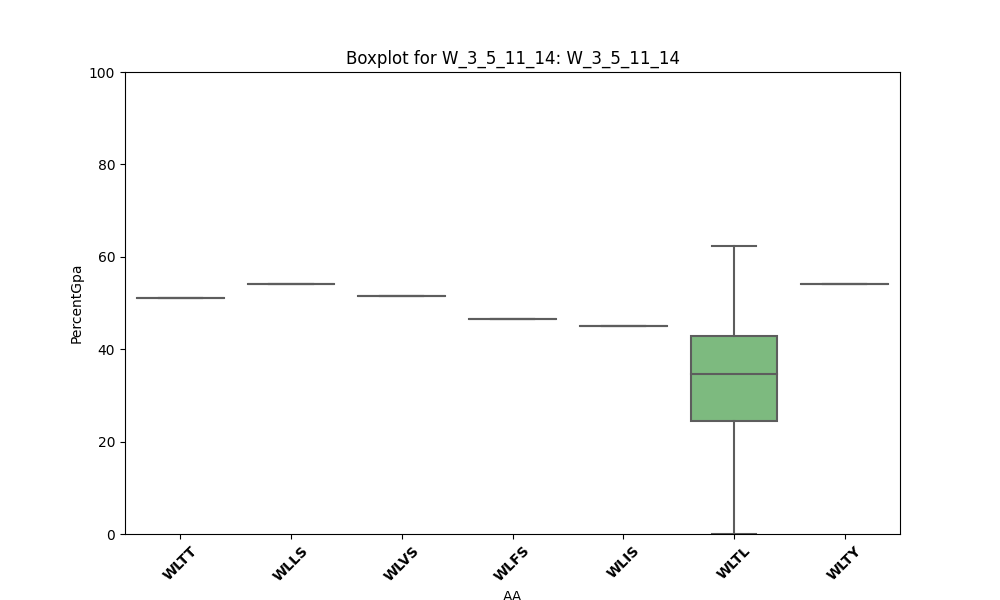 Boxplot for W_3_5_11_14: W_3_5_11_14
100
80
60
40
20
0
PercentGpa
WLTT
WLLS
WLVS
WLFS
WLIS
WLTL
WLTY
AA